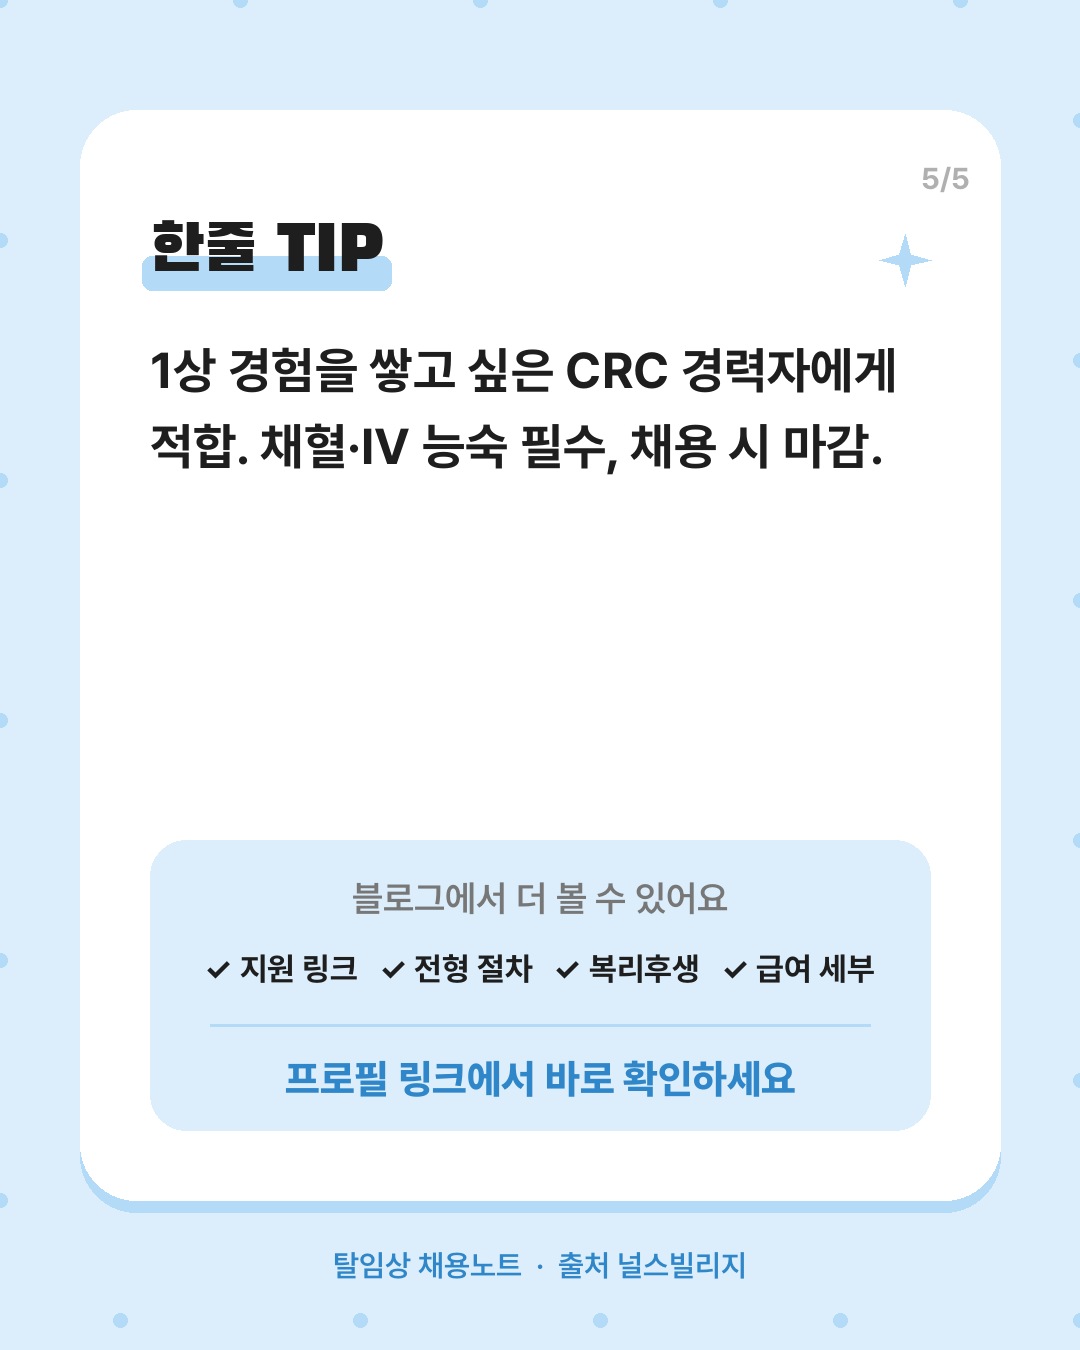 5/5
한줄 TIP
1상 경험을 쌓고 싶은 CRC 경력자에게
적합. 채혈·IV 능숙 필수, 채용 시 마감.
블로그에서 더 볼 수 있어요
✓ 지원 링크 ✓ 전형 절차 ✓ 복리후생 ✓ 급여 세부
프로필 링크에서 바로 확인하세요
탈임상 채용노트 · 출처 널스빌리지